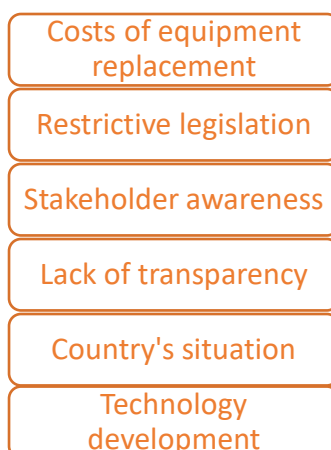 Costs of equipment
replacement
Restrictive legislation
Stakeholder awareness
Lack of transparency
Country's situation
Technology
development